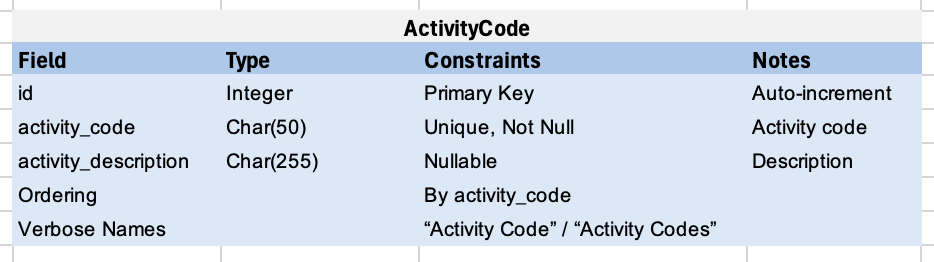 ActivityCode
Field Type Constraints Notes
id Integer Primary Key Auto-increment
activity_code Char(50) Unique, Not Null Activity code
activity_description Char(255) Nullable Description
Ordering By activity_code
Verbose Names “Activity Code” / “Activity Codes”